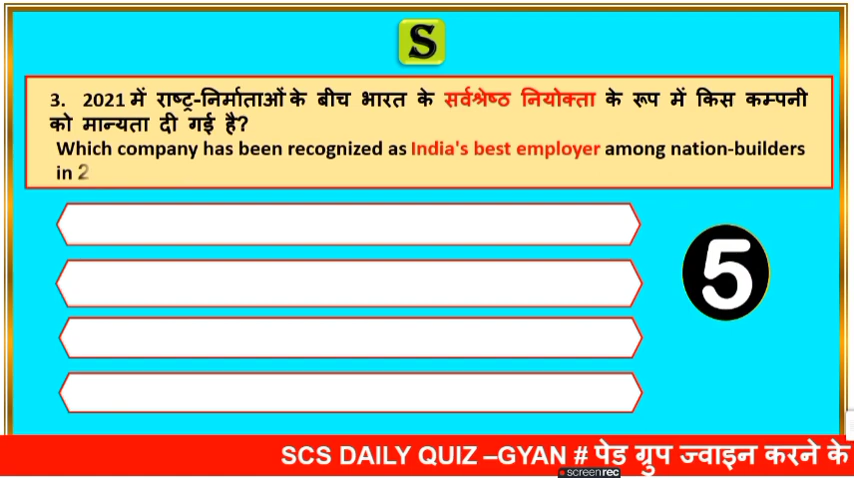 S
3. 2021 में राष्ट्र-निर्माताओं के बीच भारत के सर्वश्रेष्ठ नियोक्ता के रूप में किस कम्पनी
को मान्यता दी गई है?
Which company has been recognized as India's best employer among nation-builders
in 2
5
SCS DAILY QUIZ –GYAN # पेड ग्रुप ज्वाइन करने के
screenrec